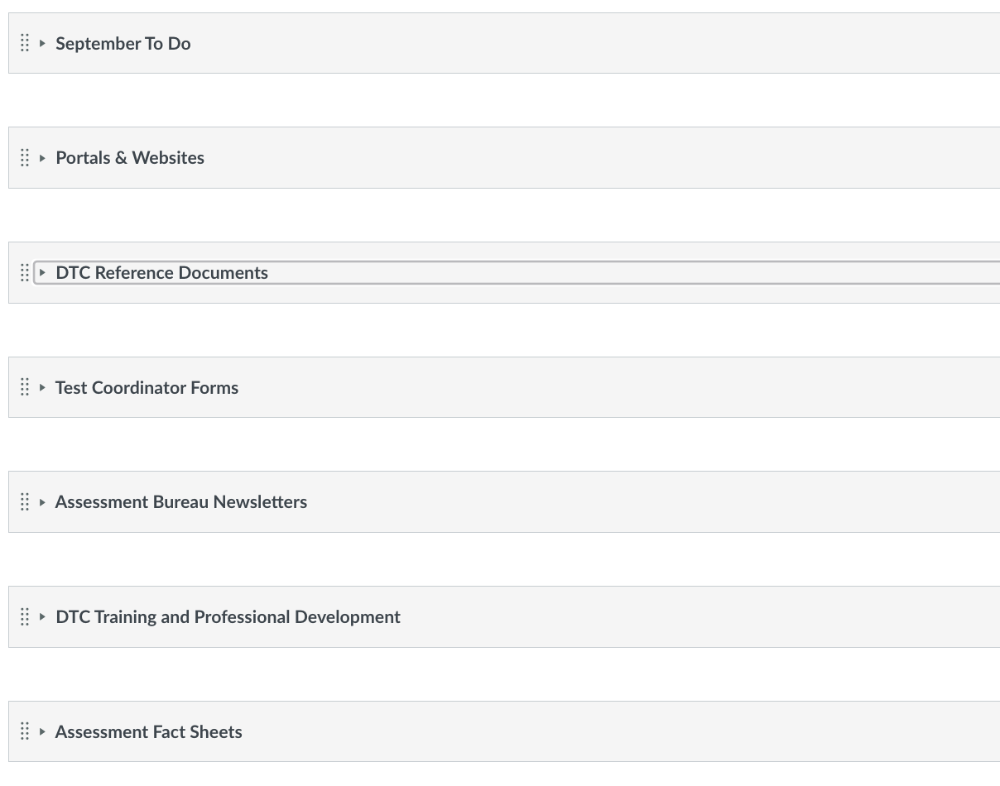 September To Do
Portals & Websites
DTC Reference Documents
Test Coordinator Forms
Assessment Bureau Newsletters
DTC Training and Professional Development
Assessment Fact Sheets